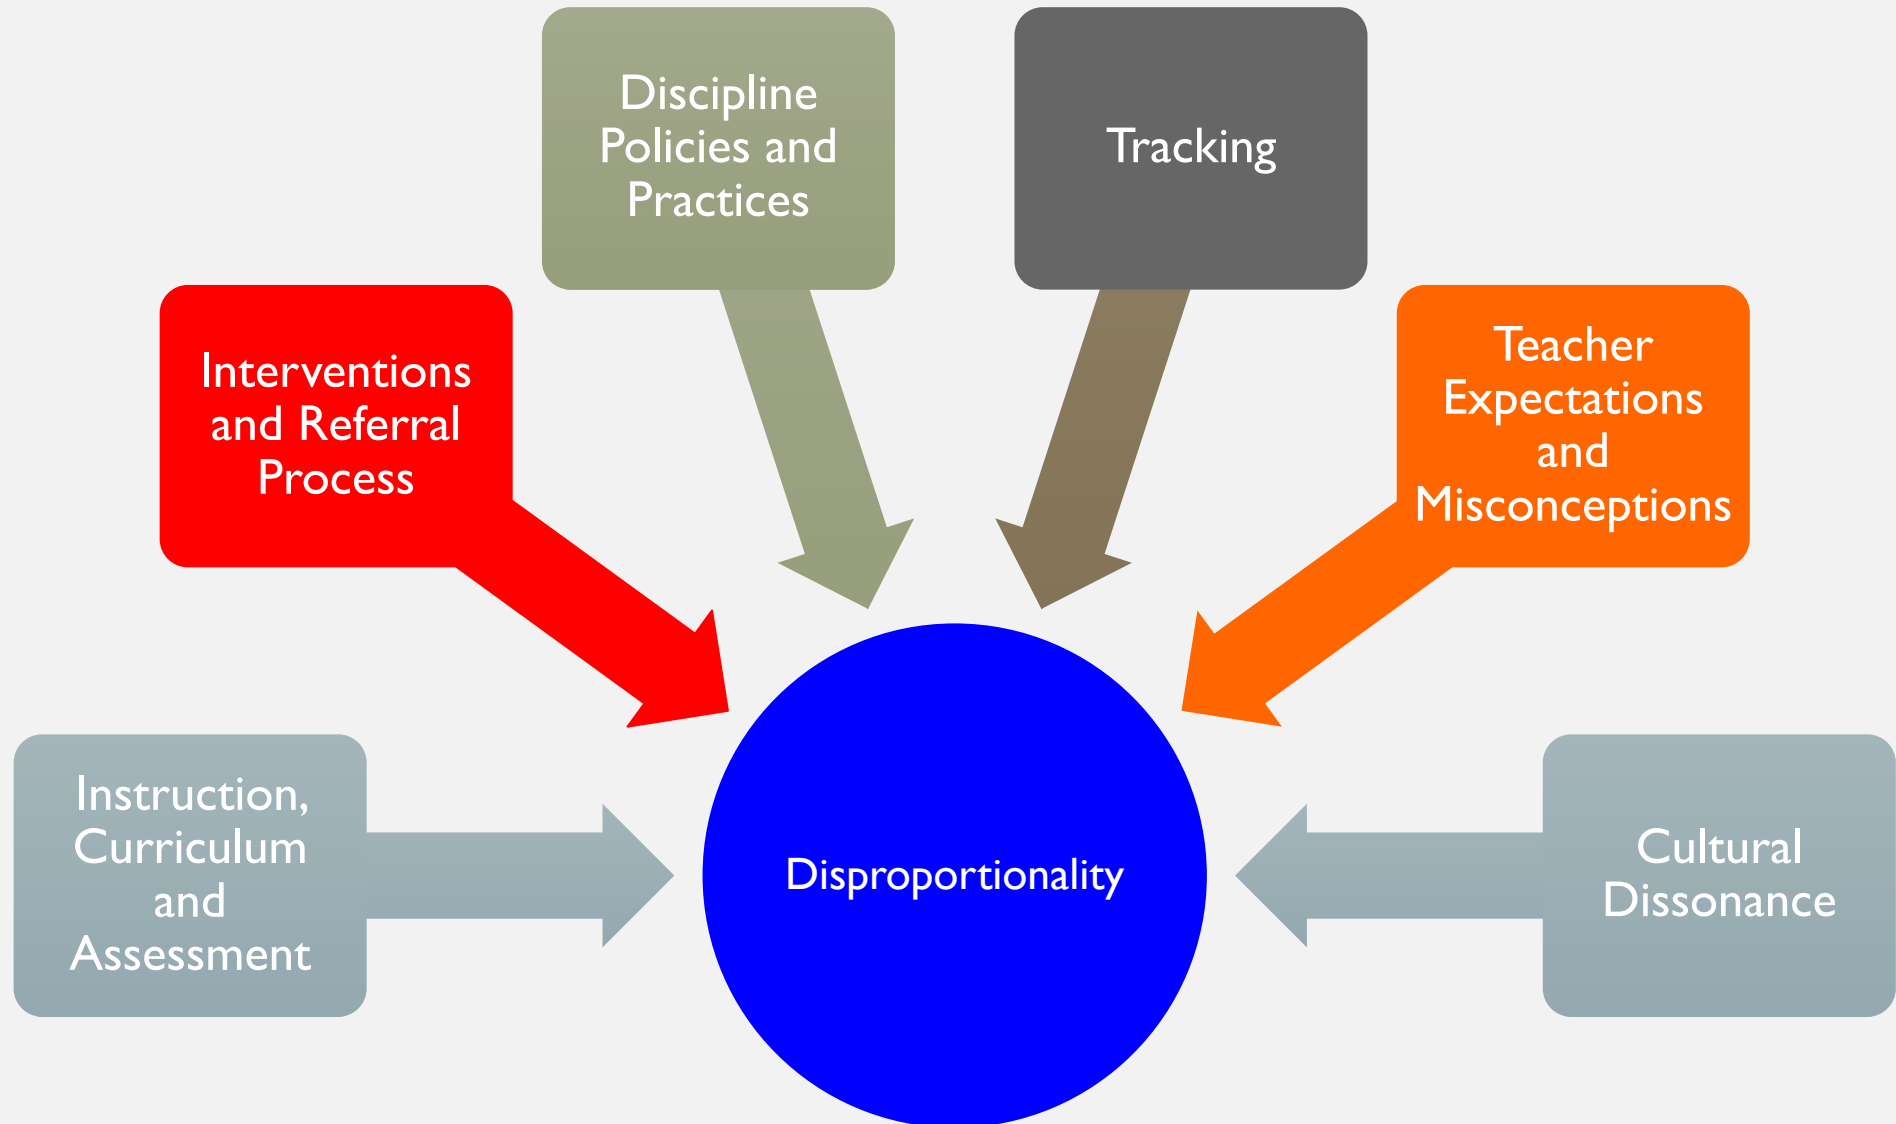 Discipline
Policies and
Practices
Tracking
Interventions
and Referral
Process
Teacher
Expectations
and
Misconceptions
Instruction,
Curriculum
and
Assessment
Disproportionality
Cultural
Dissonance